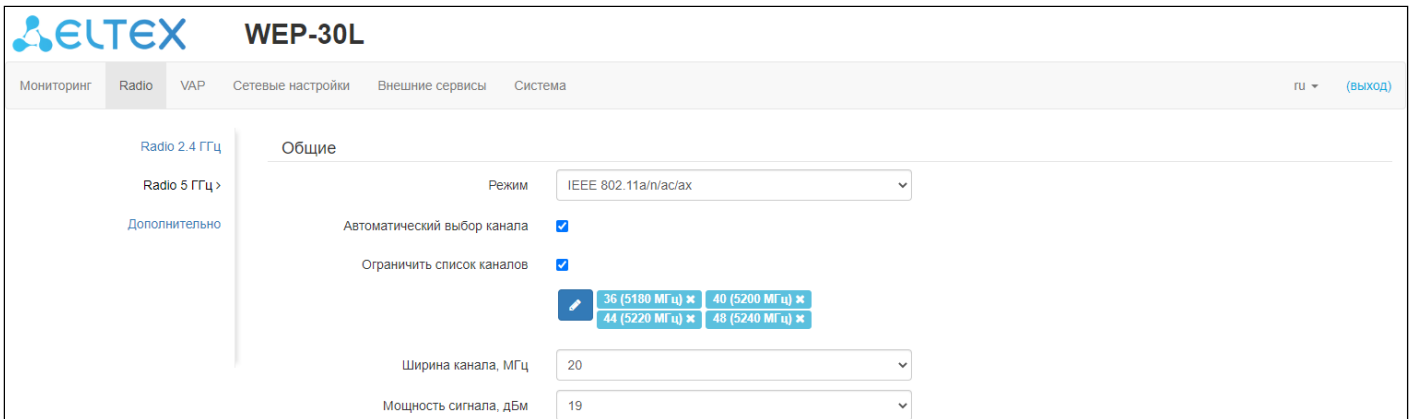 ELTEX WEP-30L
Мониторинг Radio VAP Сетевые настройки Внешние сервисы Система ru (выход)
Radio 2.4 ГГц
Radio 5 ГГц
Дополнительно
Общие
Режим IEEE 802.11a/n/ac/ax
Автоматический выбор канала
Ограничить список каналов
36 (5180 МГц) 40 (5200 МГц)
44 (5220 МГц) 48 (5240 МГц)
Ширина канала, МГц 20
Мощность сигнала, дБм 19